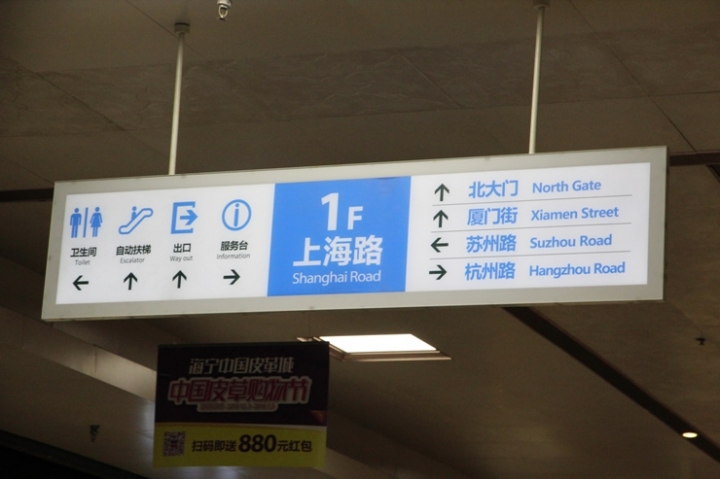 卫生间
Toilet
自动扶梯
Escalator
出口
Way out
服务台
Information
1F
上海路
Shanghai Road
北大门 North Gate
厦门街 Xiamen Street
苏州路 Suzhou Road
杭州路 Hangzhou Road
海宁中国皮革城
中国皮草购物节
扫码即送880元红包